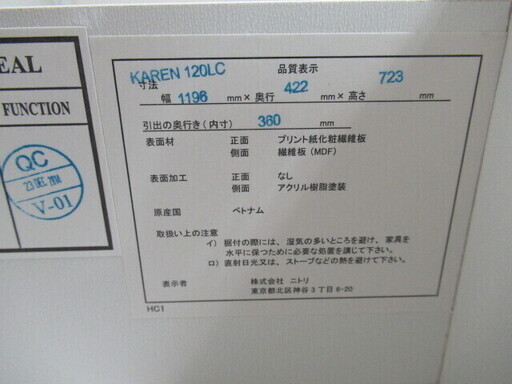 EAL
FUNCTION
QC
V-01
KAREN 120LC 品質表示
寸法
幅 1196 mm× 奥行 422 mm× 高さ 723 mm
引出の奥行き(内寸) 360 mm
表面材 正面 プリント紙化粧繊維板
側面 繊維板 (MDF)
表面加工 正面 なし
側面 アクリル樹脂塗装
原産国 ベトナム
取扱い上の注意
イ) 据付の際には、湿気の多いところを避け、家具を
水平に保つために必要な処置を講じて下さい。
ロ) 直射日光又は、ストーブなどの熱を避けて下さい。
表示者 株式会社 ニトリ
東京都北区神谷3丁目6-20
HC1